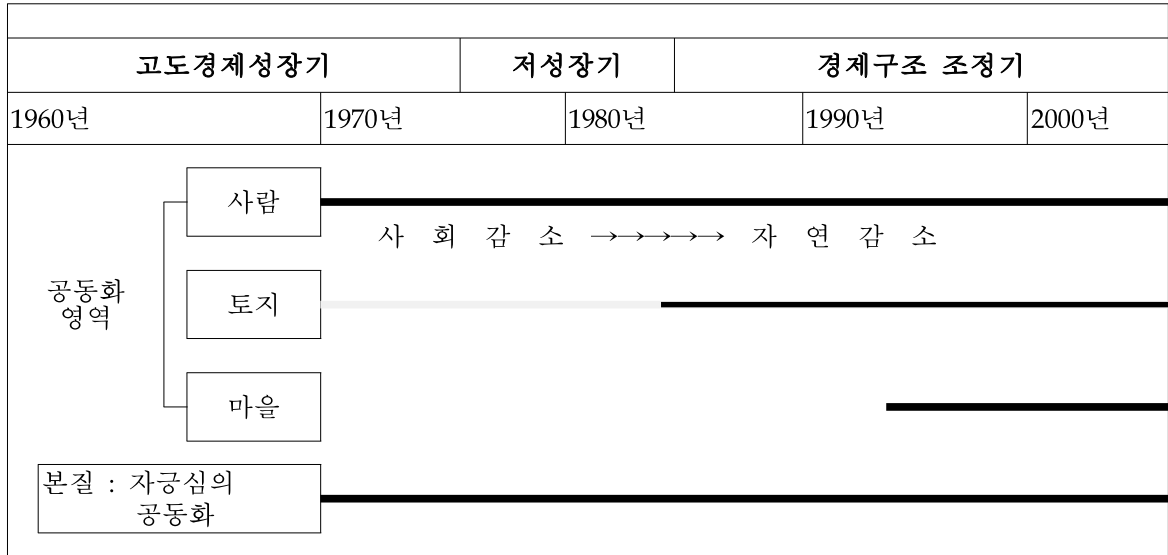 고도경제성장기 저성장기 경제구조 조정기
1960년 1970년 1980년 1990년 2000년
사람
사 회 감 소 →→→→→ 자 연 감 소
공동화
영역
토지
마을
본질 : 자긍심의
공동화